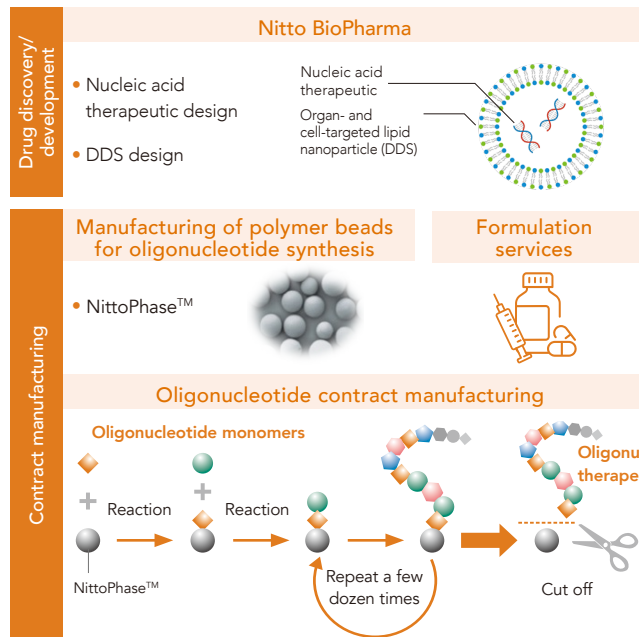 Drug discovery/
development
Nitto BioPharma
• Nucleic acid
therapeutic design
• DDS design
Nucleic acid
therapeutic
Organ- and
cell-targeted lipid
nanoparticle (DDS)
Contract manufacturing
Manufacturing of polymer beads
for oligonucleotide synthesis
• NittoPhase™
Formulation
services
Oligonucleotide contract manufacturing
Oligonucleotide monomers
Reaction
Reaction
NittoPhase™
Repeat a few
dozen times
Cut off